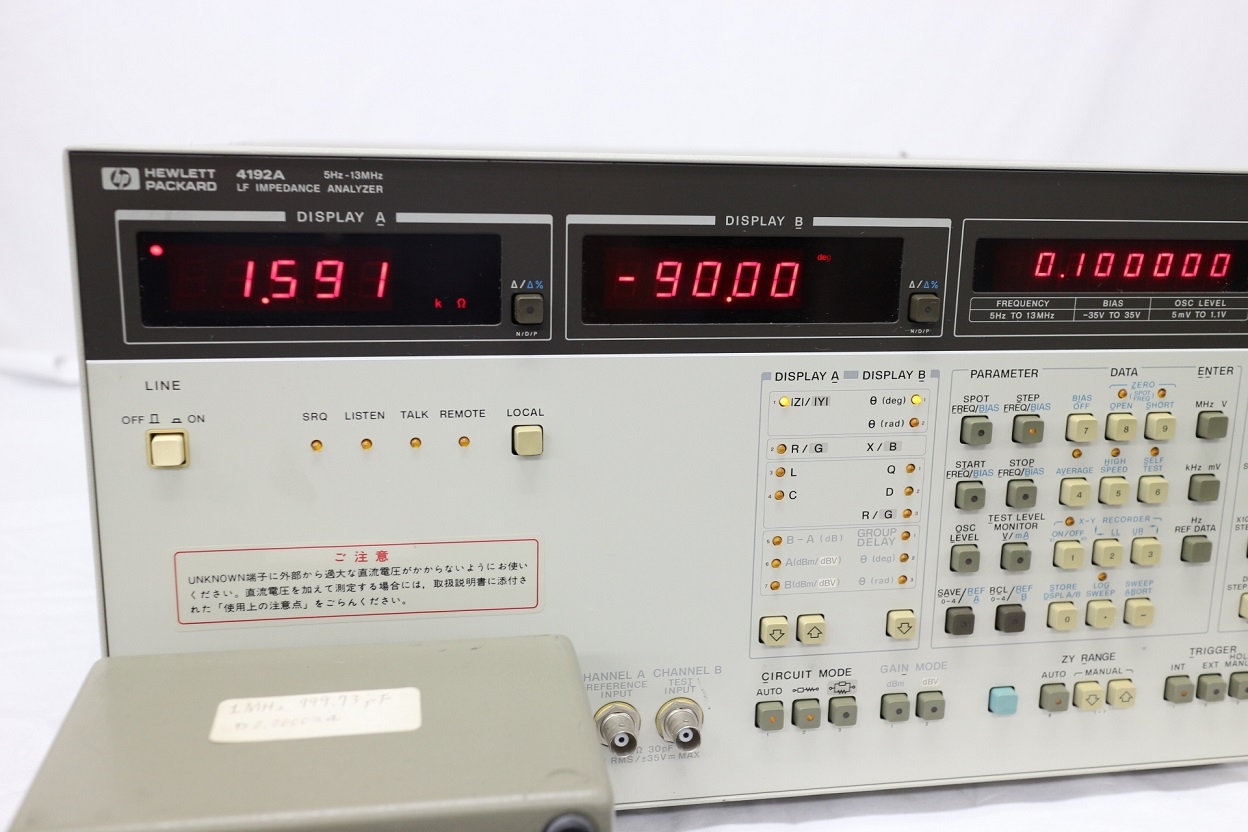 hp HEWLETT PACKARD 4192A 5Hz-13MHz
LF IMPEDANCE ANALYZER
DISPLAY A
1.591
k Ω
Δ/Δ%
N/D/P
DISPLAY B
-90.00
deg
Δ/Δ%
N/D/P
0.100000
FREQUENCY BIAS OSC LEVEL
5Hz TO 13MHz -35V TO 35V 5mV TO 1.1V
LINE
OFF ON
SRQ LISTEN TALK REMOTE
LOCAL
ご注意
UNKNOWN端子に外部から過大な直流電圧がかからないようにお使い
ください。直流電圧を加えて測定する場合には，取扱説明書に添付さ
れた「使用上の注意点」をごらんください。
DISPLAY A DISPLAY B
|Z|/|Y| θ (deg)
θ (rad)
R/G X/B
L Q
C D
R/G
B-A (dB) GROUP DELAY
A(dBm/dBV) θ (deg)
B(dBm/dBV) θ (rad)
PARAMETER DATA ENTER
SPOT FREQ/BIAS
STEP FREQ/BIAS
BIAS OFF
ZERO
(SPOT FREQ.)
OPEN SHORT
MHz V
7 8 9
START FREQ/BIAS
STOP FREQ/BIAS
AVERAGE
HIGH SPEED
SELF TEST
kHz mV
4 5 6
OSC LEVEL
TEST LEVEL MONITOR
V/mA
X-Y RECORDER
ON/OFF LL UR
Hz
REF DATA
1 2 3
SAVE/REF A
0-4
RCL/REF B
0-4
STORE DSPL A/B
LOG SWEEP
SWEEP ABORT
0 . −
CIRCUIT MODE
AUTO
GAIN MODE
dBm dBV
ZY RANGE
AUTO MANUAL
TRIGGER
INT EXT
CHANNEL B
REFERENCE INPUT
TEST INPUT
30pF
RMS/±35V MAX
1MHz 999.73pF